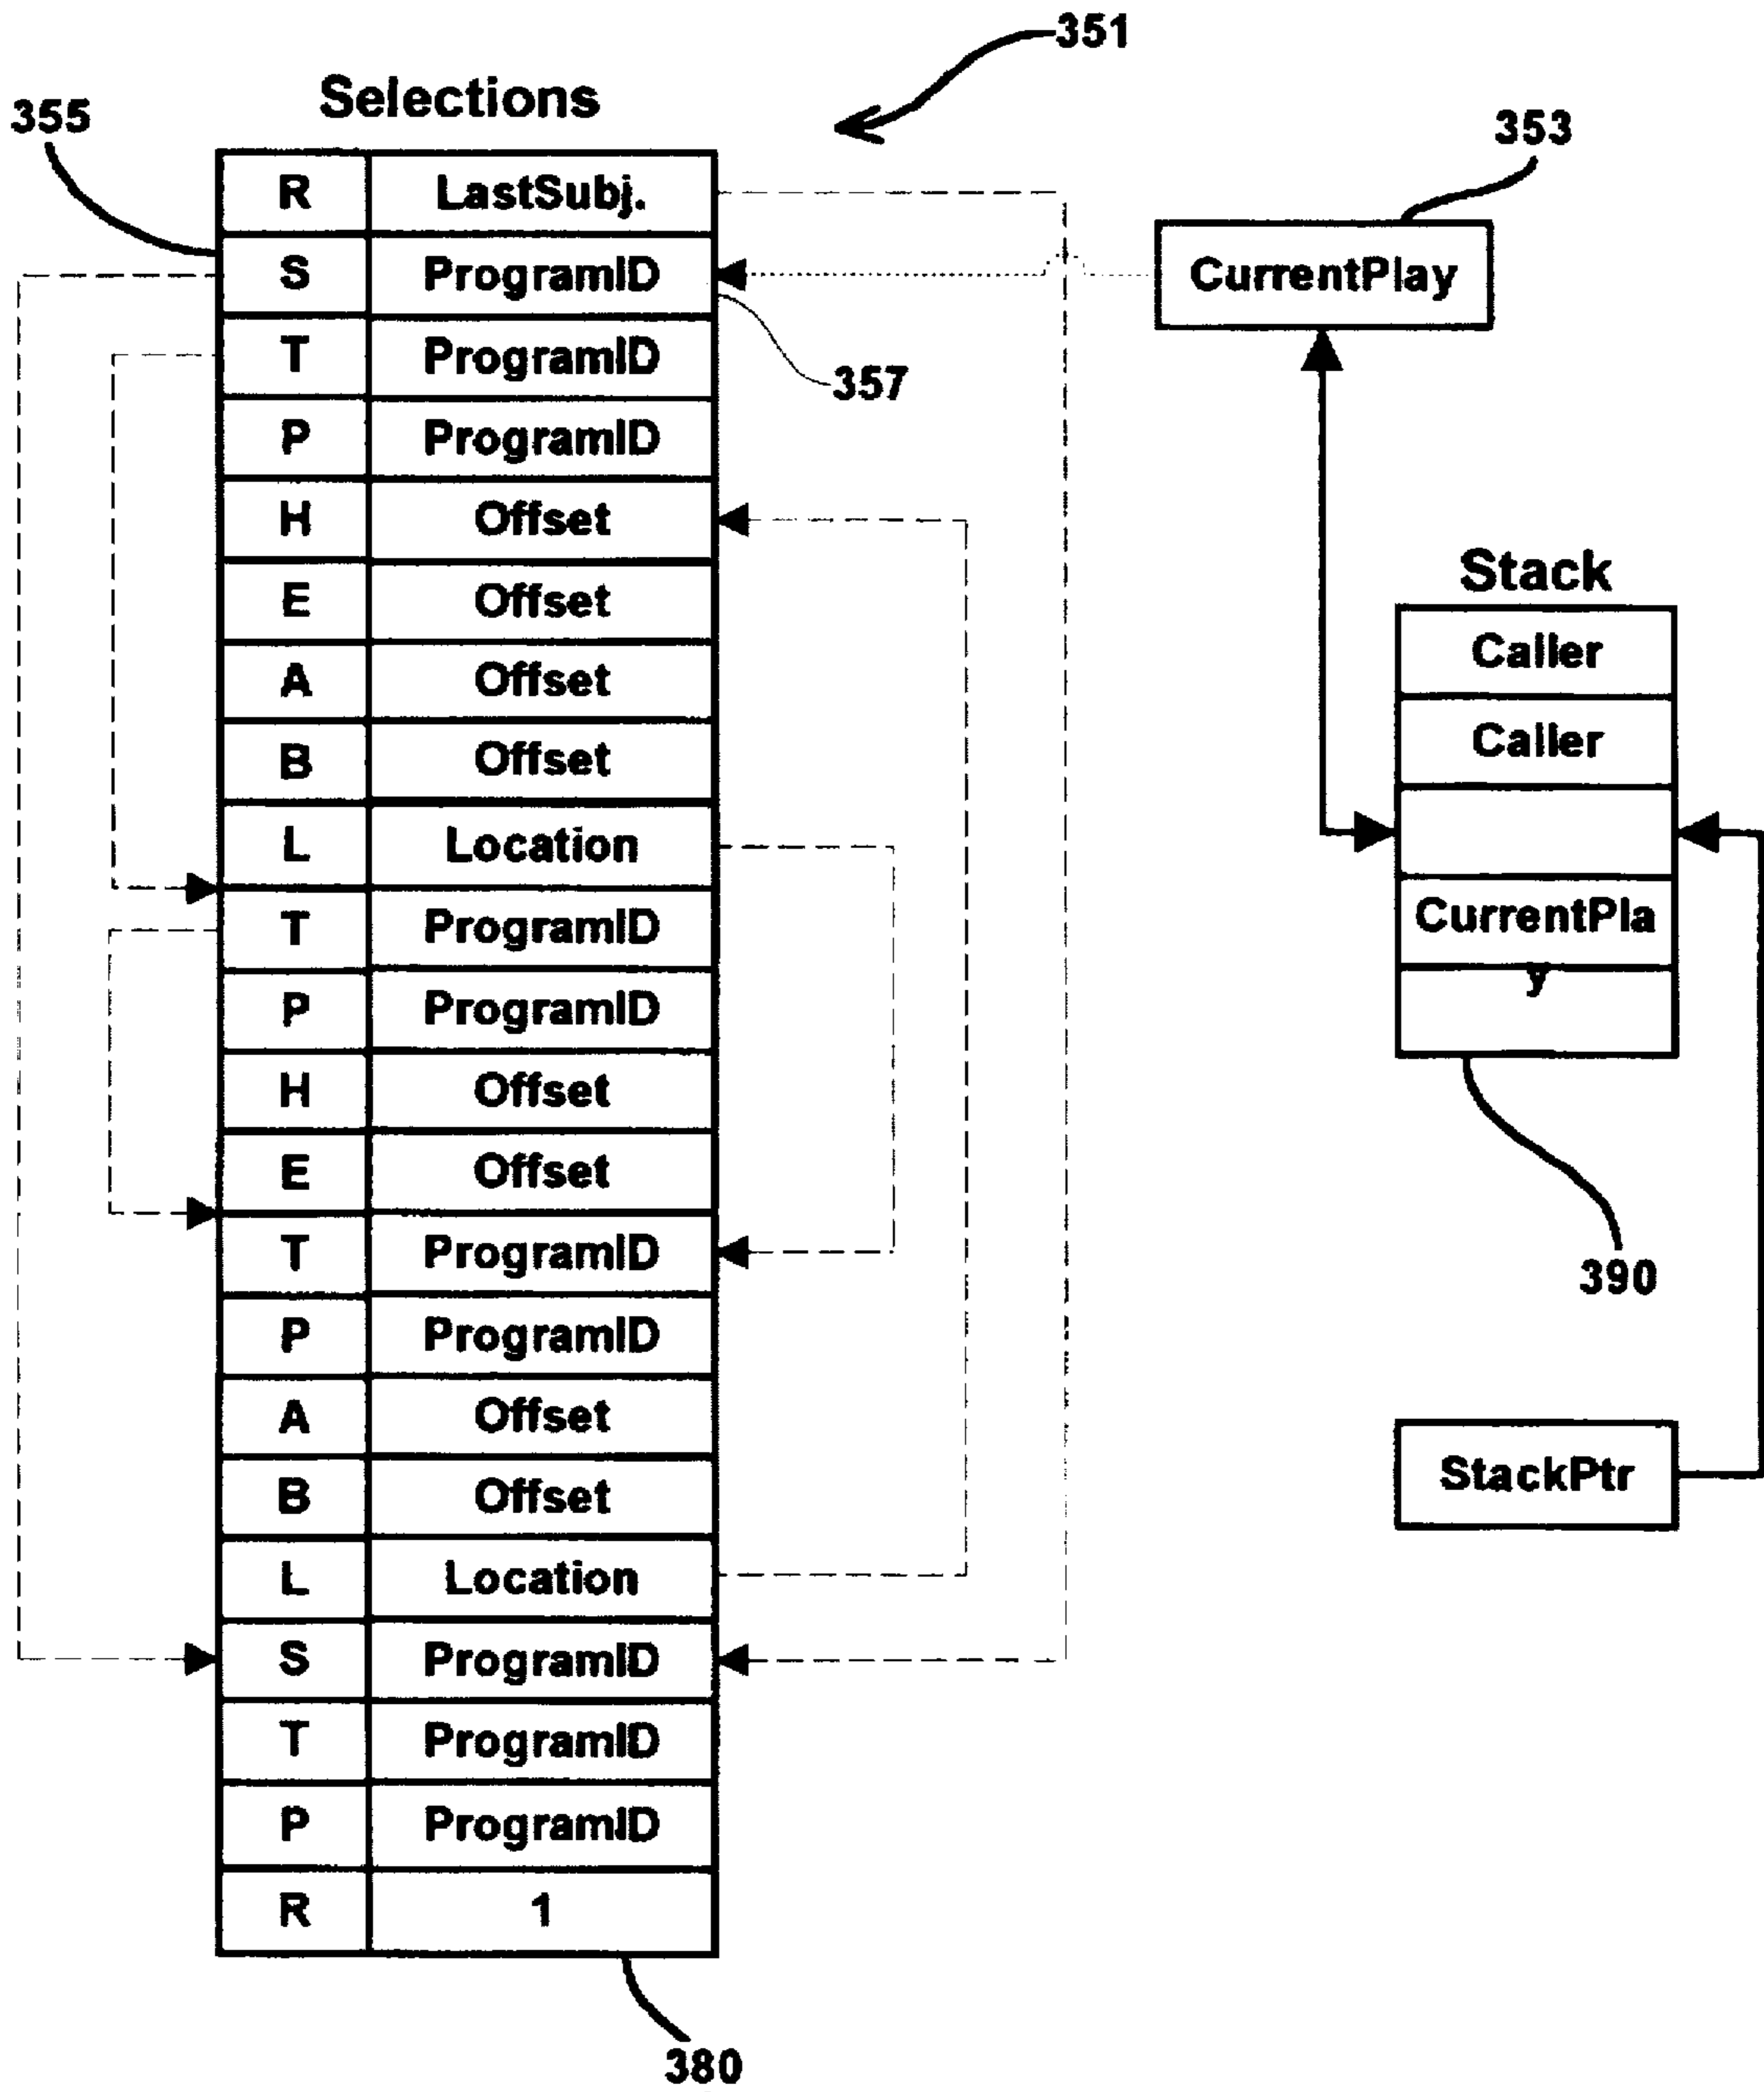 351
Selections
355
353
R LastSubj.
S ProgramID
CurrentPlay
T ProgramID
357
P ProgramID
H Offset
E Offset
Stack
A Offset
Caller
B Offset
Caller
L Location
T ProgramID
CurrentPla
y
P ProgramID
H Offset
E Offset
T ProgramID
390
P ProgramID
A Offset
B Offset
StackPtr
L Location
S ProgramID
T ProgramID
P ProgramID
R 1
380